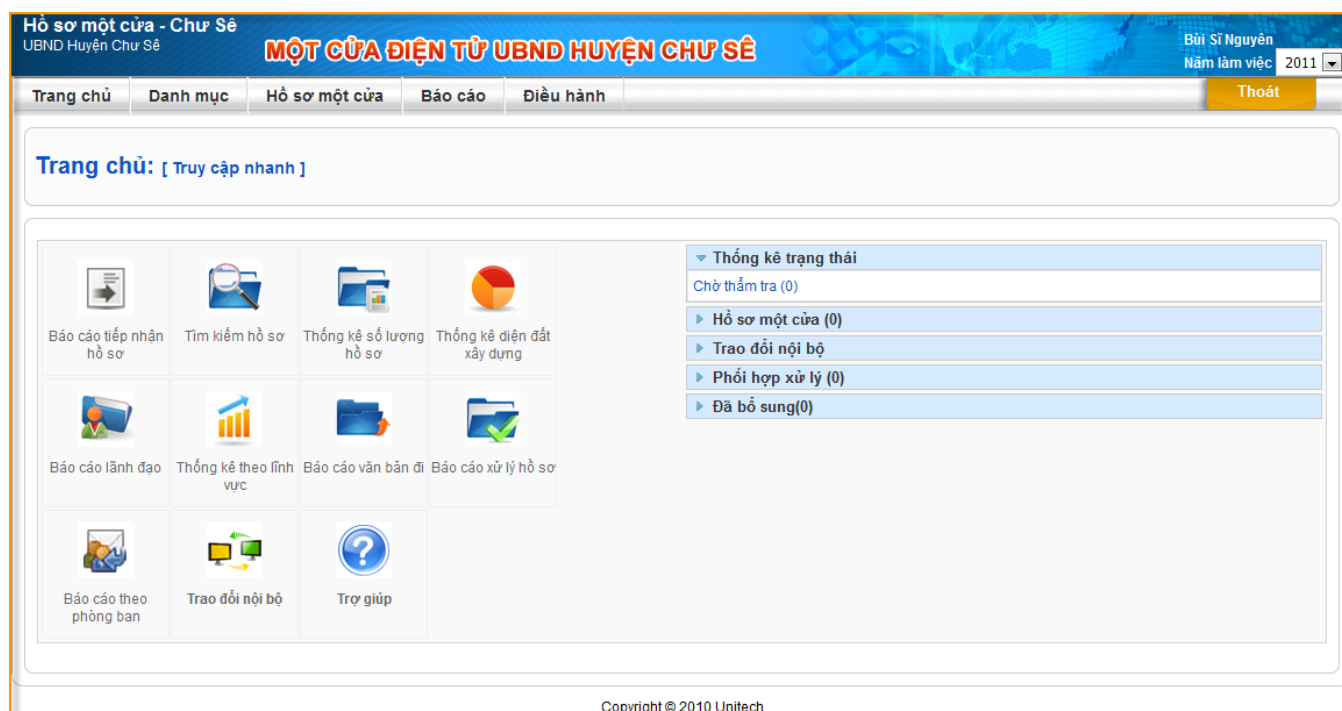 Hồ sơ một cửa - Chư Sê
UBND Huyện Chư Sê
MỘT CỬA ĐIỆN TỬ UBND HUYỆN CHƯ SÊ
Bùi Sĩ Nguyên
Năm làm việc 2011
Trang chủ Danh mục Hồ sơ một cửa Báo cáo Điều hành Thoát
Trang chủ: [ Truy cập nhanh ]
Báo cáo tiếp nhận
hồ sơ
Tìm kiếm hồ sơ
Thống kê số lượng
hồ sơ
Thống kê diện đất
xây dựng
Báo cáo lãnh đạo
Thống kê theo lĩnh
vực
Báo cáo văn bản đi
Báo cáo xử lý hồ sơ
Báo cáo theo
phòng ban
Trao đổi nội bộ
Trợ giúp
Thống kê trạng thái
Chờ thẩm tra (0)
Hồ sơ một cửa (0)
Trao đổi nội bộ
Phối hợp xử lý (0)
Đã bổ sung(0)
Copyright © 2010 Unitech